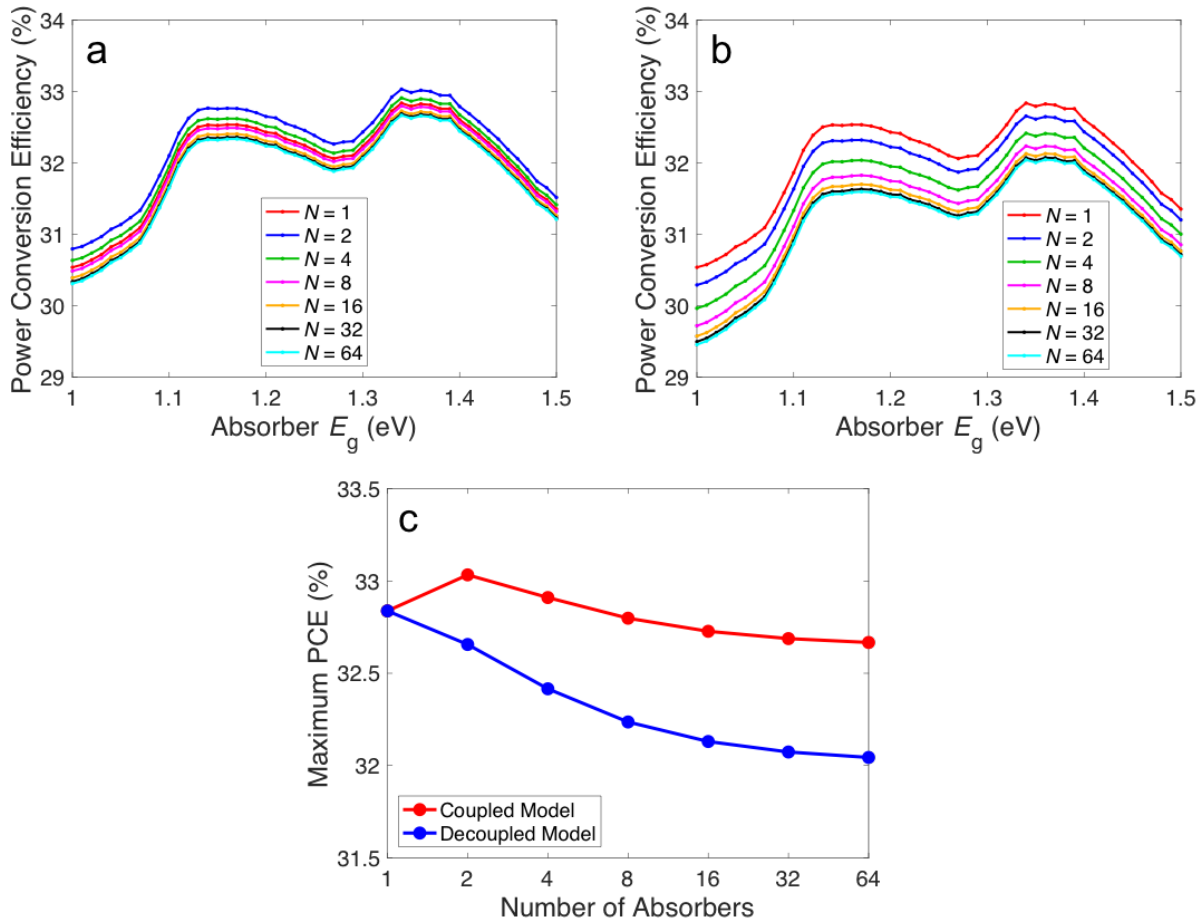 a
Power Conversion Efficiency (%)
34
33
32
31
30
29
1 1.1 1.2 1.3 1.4 1.5
Absorber Eg (eV)
N = 1
N = 2
N = 4
N = 8
N = 16
N = 32
N = 64
b
Power Conversion Efficiency (%)
34
33
32
31
30
29
1 1.1 1.2 1.3 1.4 1.5
Absorber Eg (eV)
N = 1
N = 2
N = 4
N = 8
N = 16
N = 32
N = 64
c
Maximum PCE (%)
33.5
33
32.5
32
31.5
1 2 4 8 16 32 64
Number of Absorbers
Coupled Model
Decoupled Model